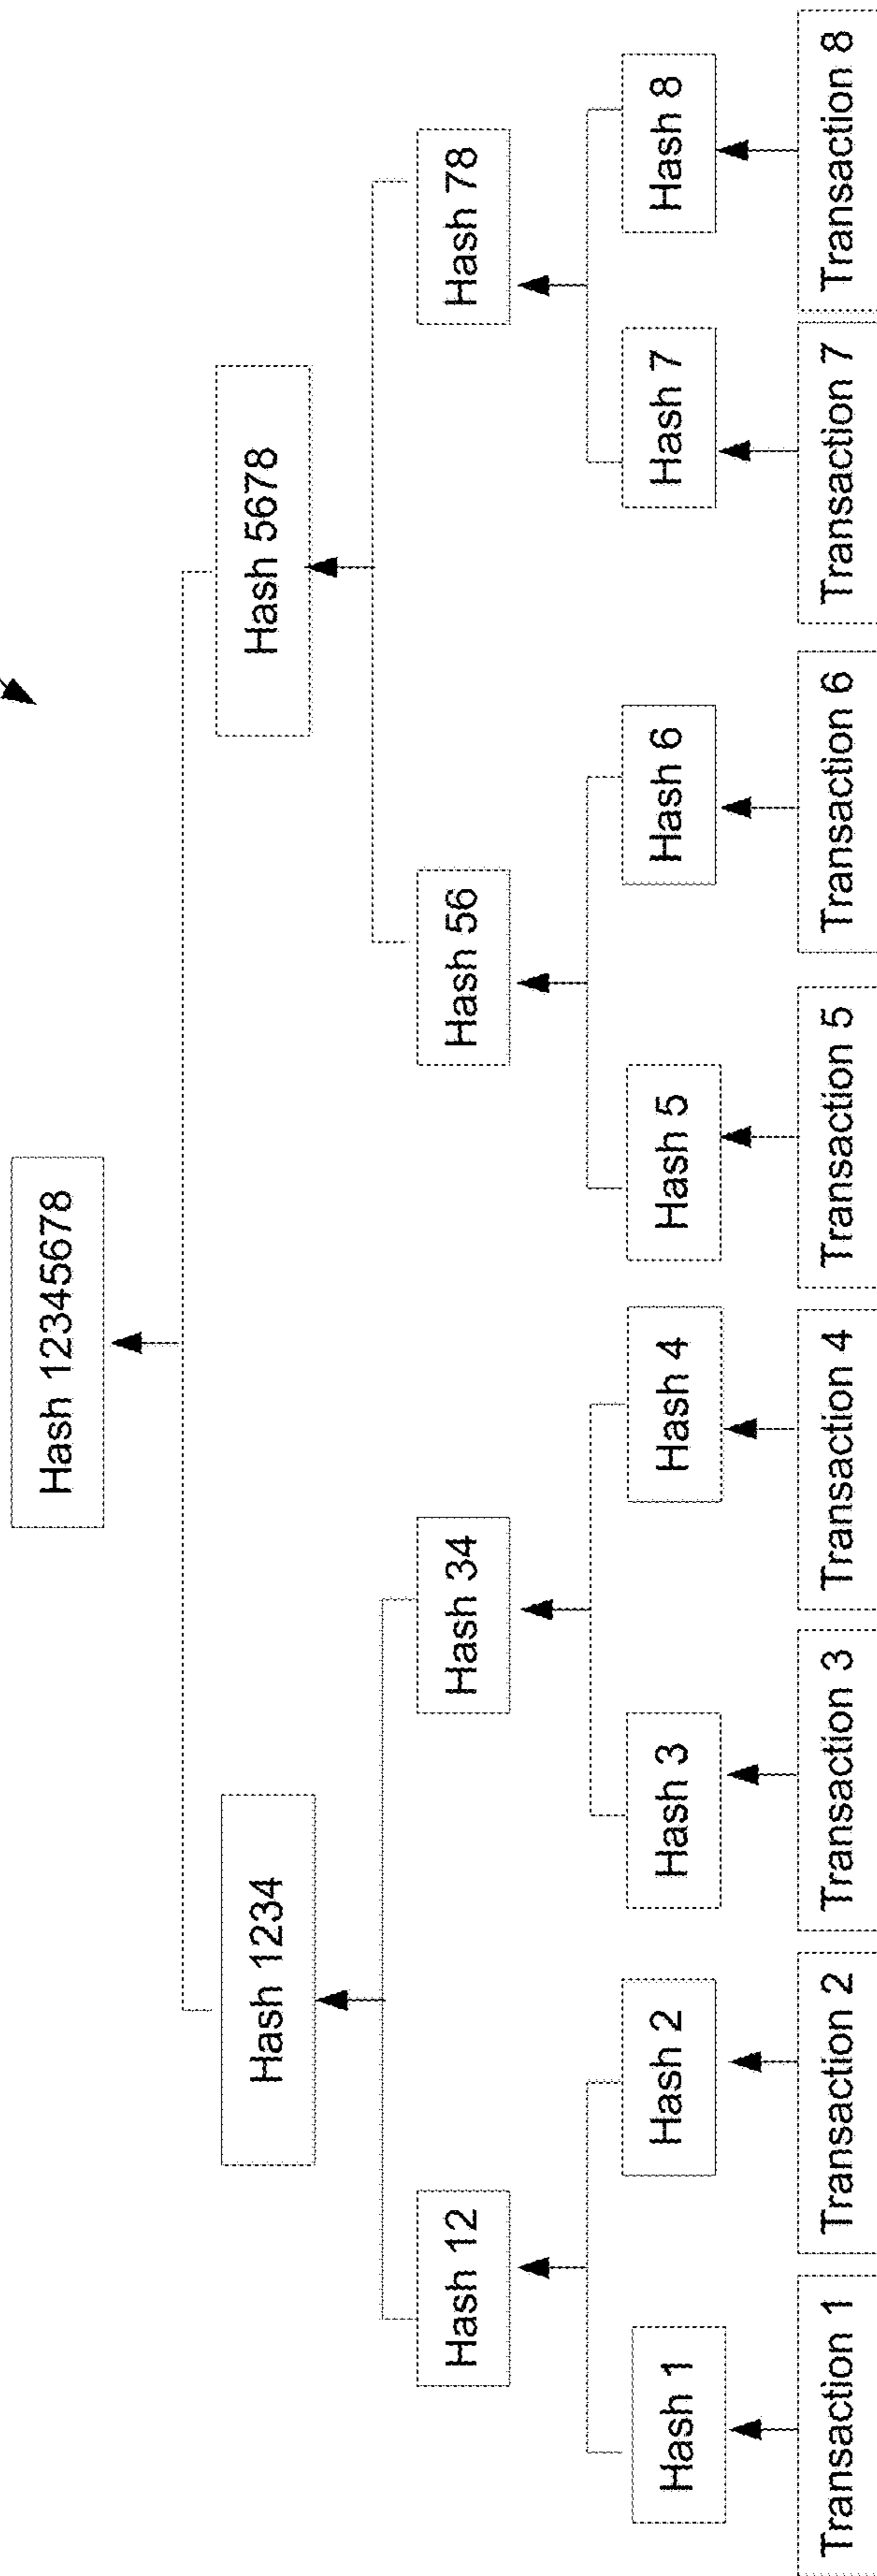 Hash 12345678
Hash 1234
Hash 5678
Hash 12
Hash 34
Hash 56
Hash 78
Hash 1
Hash 2
Hash 3
Hash 4
Hash 5
Hash 6
Hash 7
Hash 8
Transaction 1
Transaction 2
Transaction 3
Transaction 4
Transaction 5
Transaction 6
Transaction 7
Transaction 8